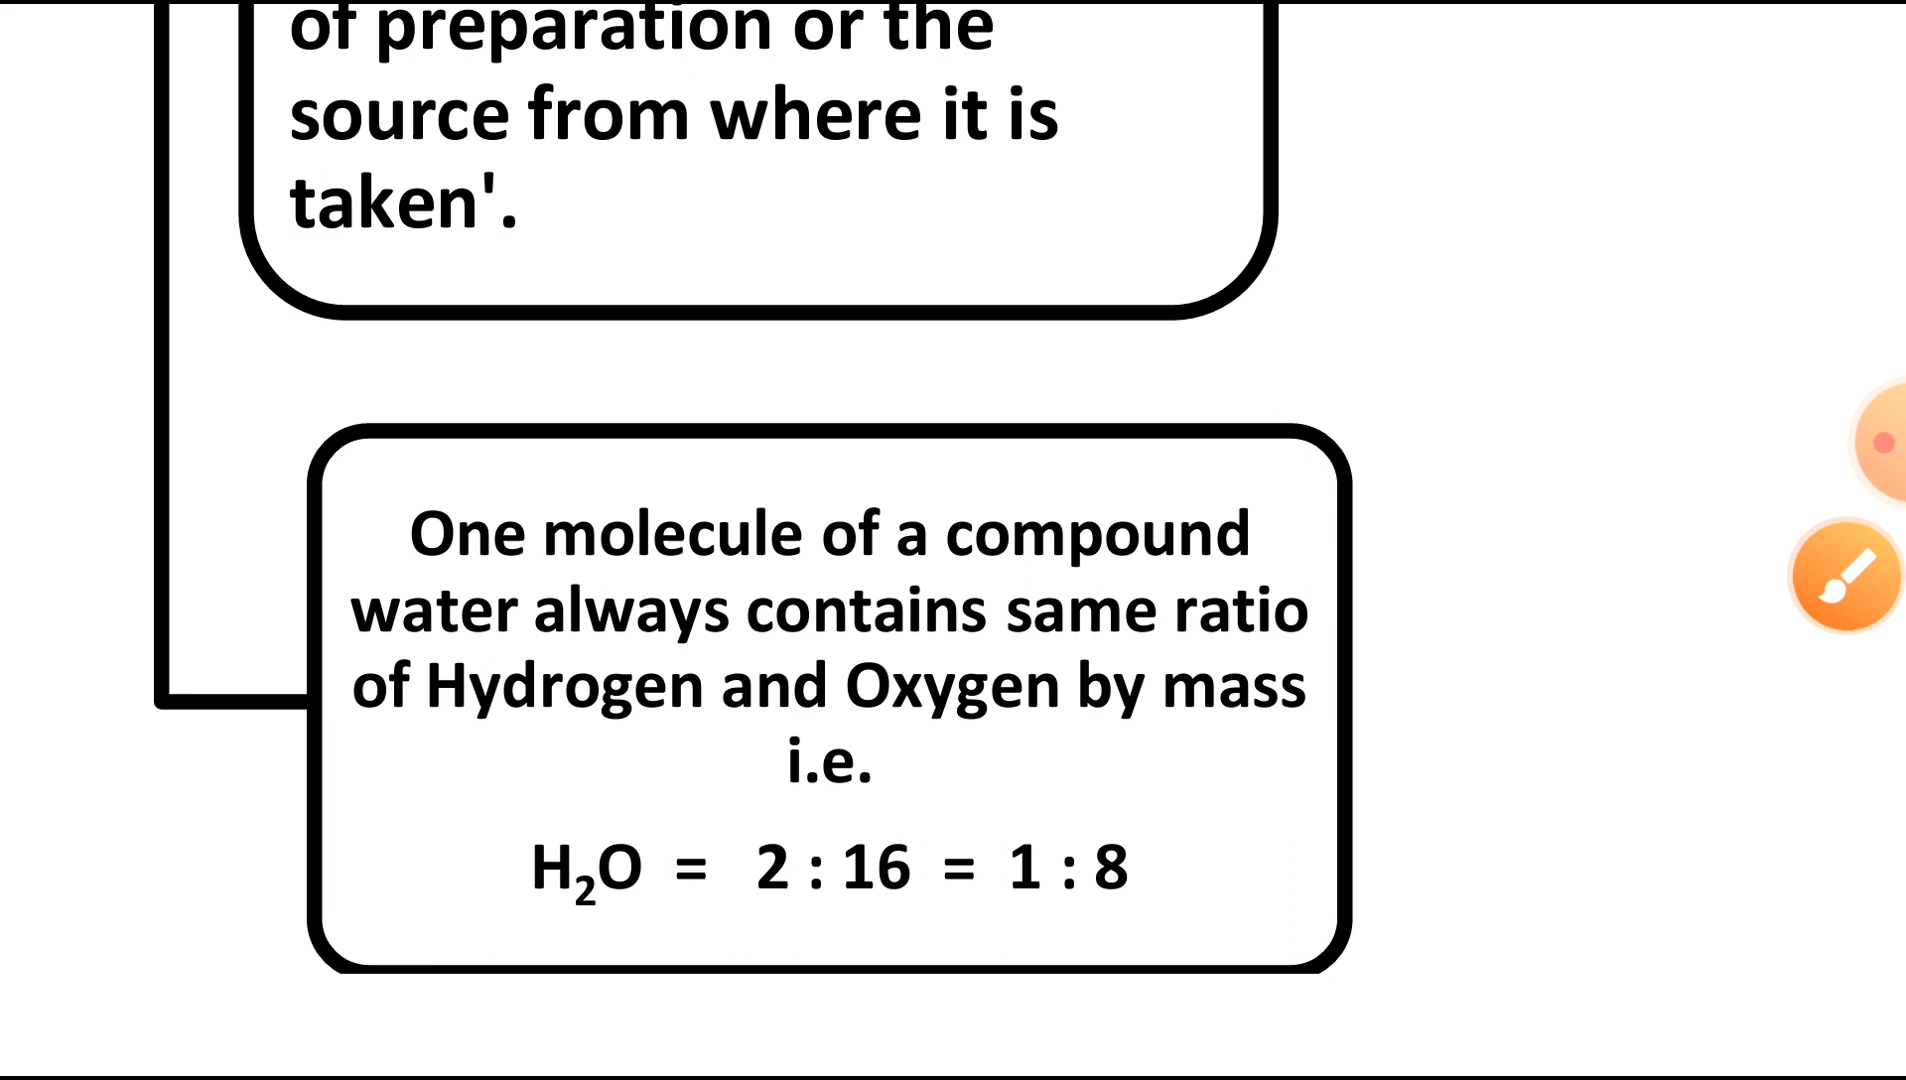 of preparation or the
source from where it is
taken'.
One molecule of a compound
water always contains same ratio
of Hydrogen and Oxygen by mass
i.e.
H₂O = 2 : 16 = 1 : 8